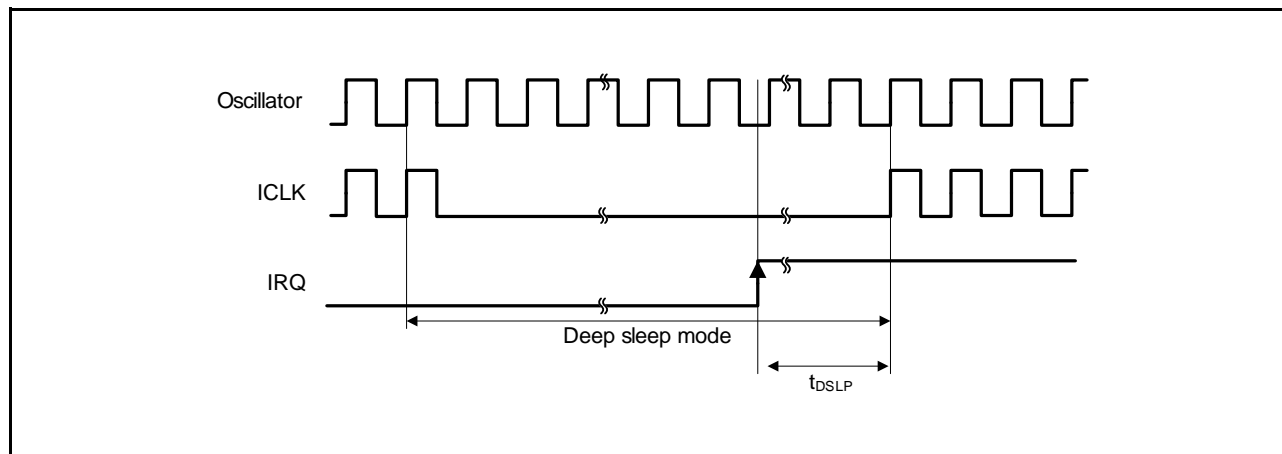 Oscillator
ICLK
IRQ
Deep sleep mode
tDSLP